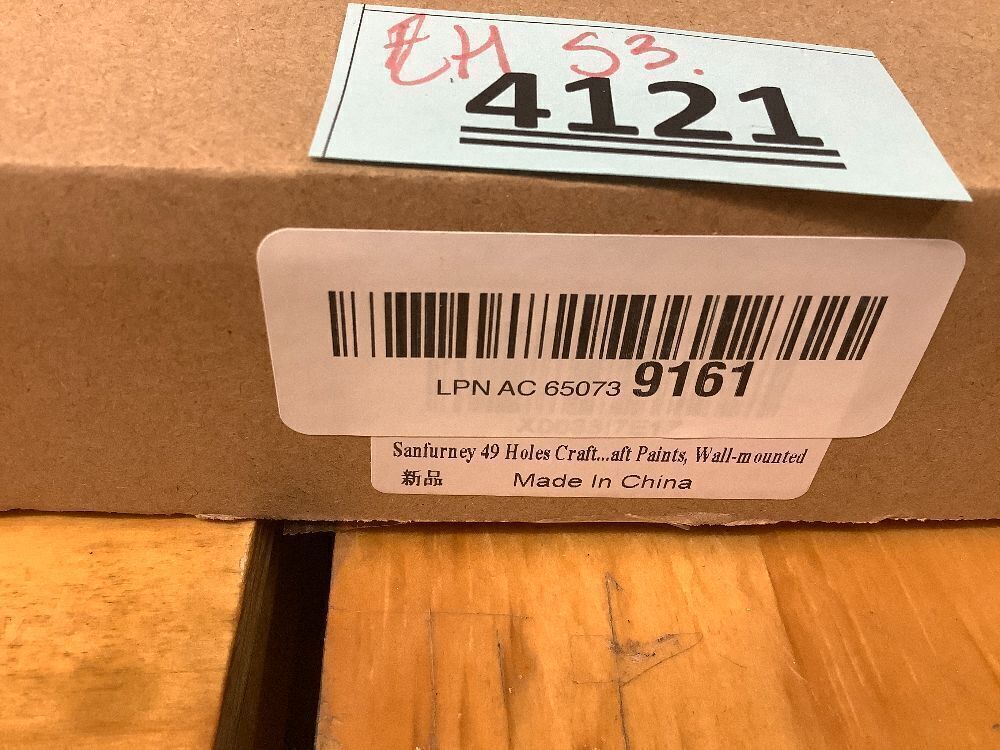 EH 53.
4121
LPN AC 65073 9161
Sanfurney 49 Holes Craft...aft Paints, Wall-mounted
新品 Made In China